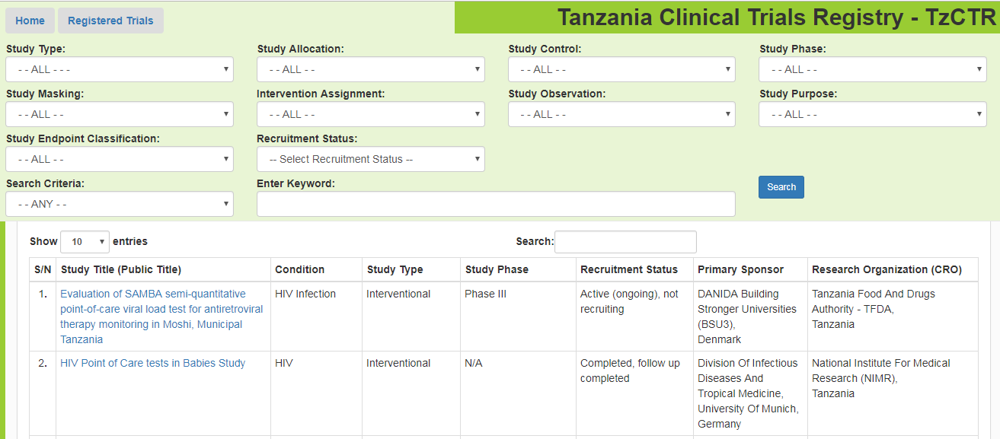 Home Registered Trials Tanzania Clinical Trials Registry - TzCTR
Study Type: Study Allocation: Study Control: Study Phase:
- - ALL - - - - - ALL - - - - ALL - - - - ALL - -
Study Masking: Intervention Assignment: Study Observation: Study Purpose:
- - ALL - - - - ALL - - - - ALL - - - - ALL - -
Study Endpoint Classification: Recruitment Status:
- - ALL - - -- Select Recruitment Status --
Search Criteria: Enter Keyword:
- - ANY - - Search
Show 10 entries Search:
S/N Study Title (Public Title) Condition Study Type Study Phase Recruitment Status Primary Sponsor Research Organization (CRO)
1. Evaluation of SAMBA semi-quantitative HIV Infection Interventional Phase III Active (ongoing), not DANIDA Building Tanzania Food And Drugs
point-of-care viral load test for antiretroviral recruiting Stronger Universities Authority - TFDA,
therapy monitoring in Moshi, Municipal (BSU3), Tanzania
Tanzania Denmark
2. HIV Point of Care tests in Babies Study HIV Interventional N/A Completed, follow up Division Of Infectious National Institute For Medical
completed Diseases And Research (NIMR),
Tropical Medicine, Tanzania
University Of Munich,
Germany